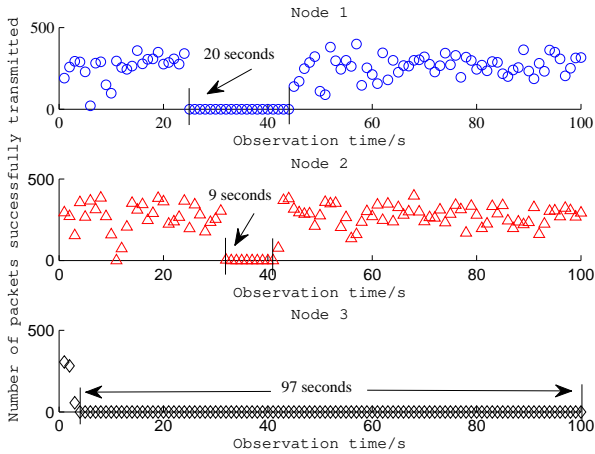 Number of packets successfully transmitted
Node 1
500
0
20 seconds
0 20 40 60 80 100
Observation time/s
Node 2
500
0
9 seconds
0 20 40 60 80 100
Observation time/s
Node 3
500
0
97 seconds
0 20 40 60 80 100
Observation time/s